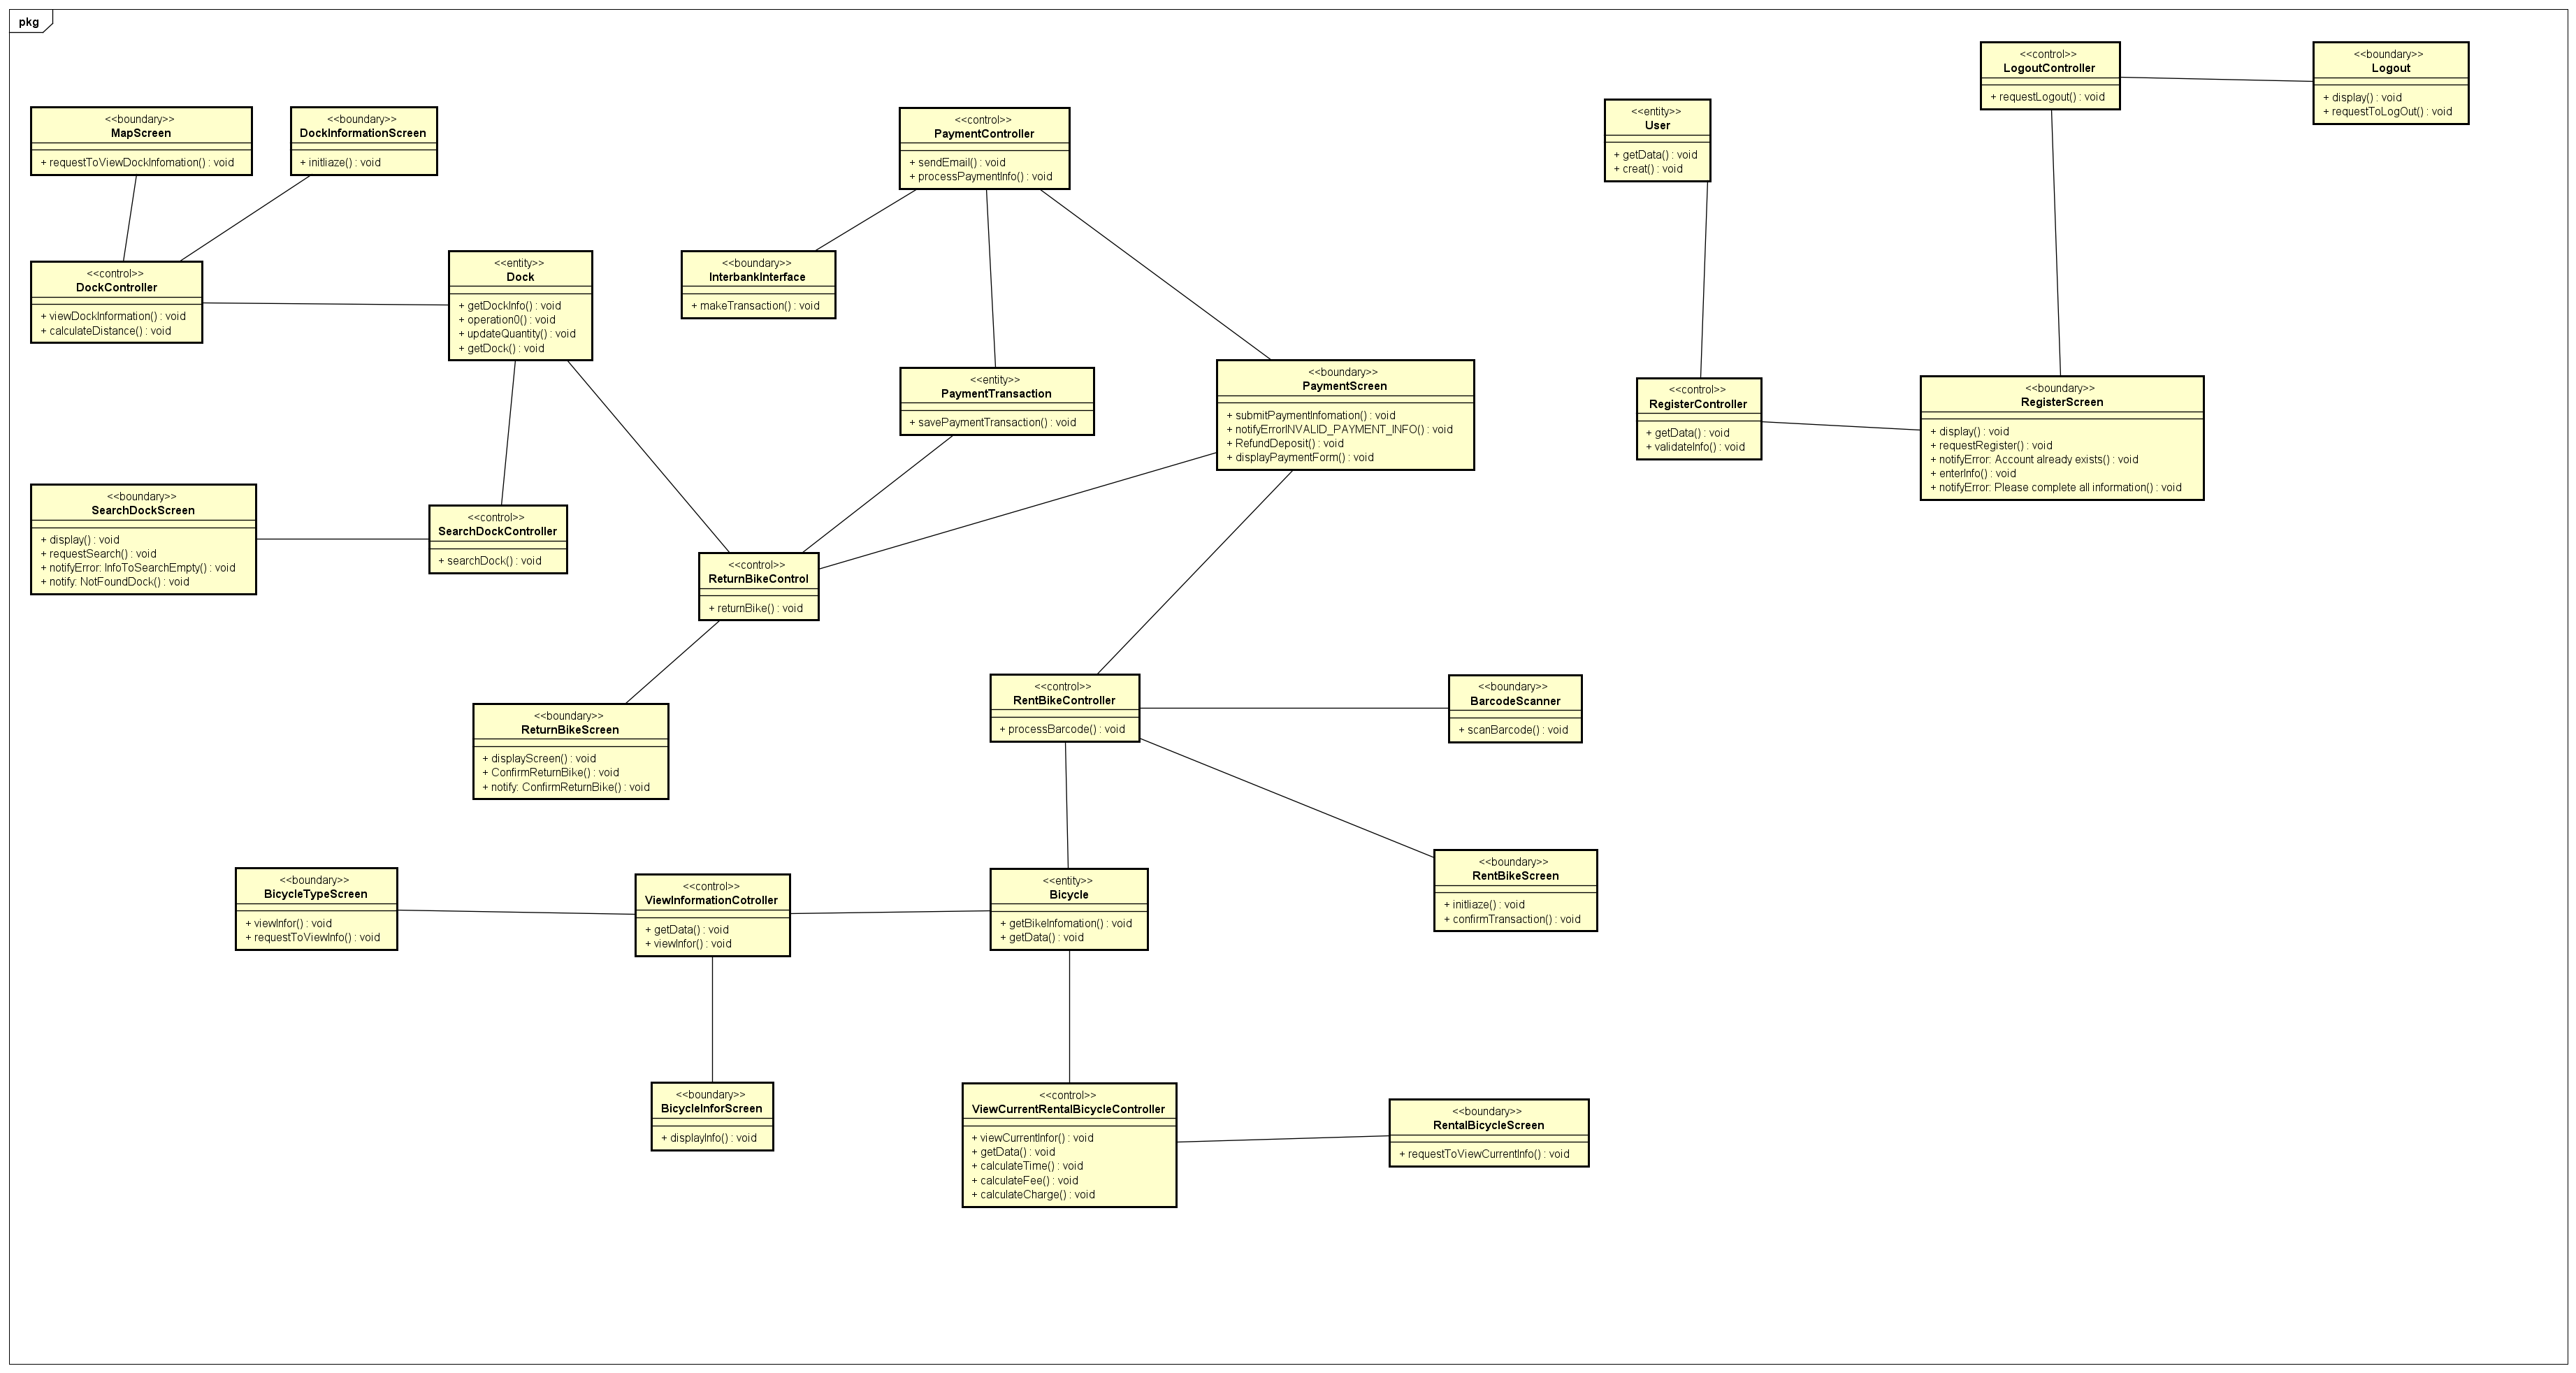 pkg
<<control>>
LogoutController
+ requestLogout() : void
<<boundary>>
Logout
+ display() : void
+ requestToLogOut() : void
<<boundary>>
MapScreen
+ requestToViewDockInfomation() : void
<<boundary>>
DockInformationScreen
+ initliaze() : void
<<control>>
PaymentController
+ sendEmail() : void
+ processPaymentInfo() : void
<<entity>>
User
+ getData() : void
+ creat() : void
<<control>>
DockController
+ viewDockInformation() : void
+ calculateDistance() : void
<<entity>>
Dock
+ getDockInfo() : void
+ operation0() : void
+ updateQuantity() : void
+ getDock() : void
<<boundary>>
InterbankInterface
+ makeTransaction() : void
<<entity>>
PaymentTransaction
+ savePaymentTransaction() : void
<<boundary>>
PaymentScreen
+ submitPaymentInfomation() : void
+ notifyErrorINVALID_PAYMENT_INFO() : void
+ RefundDeposit() : void
+ displayPaymentForm() : void
<<control>>
RegisterController
+ getData() : void
+ validateInfo() : void
<<boundary>>
RegisterScreen
+ display() : void
+ requestRegister() : void
+ notifyError: Account already exists() : void
+ enterInfo() : void
+ notifyError: Please complete all information() : void
<<boundary>>
SearchDockScreen
+ display() : void
+ requestSearch() : void
+ notifyError: InfoToSearchEmpty() : void
+ notify: NotFoundDock() : void
<<control>>
SearchDockController
+ searchDock() : void
<<control>>
ReturnBikeControl
+ returnBike() : void
<<boundary>>
ReturnBikeScreen
+ displayScreen() : void
+ ConfirmReturnBike() : void
+ notify: ConfirmReturnBike() : void
<<control>>
RentBikeController
+ processBarcode() : void
<<boundary>>
BarcodeScanner
+ scanBarcode() : void
<<boundary>>
BicycleTypeScreen
+ viewInfor() : void
+ requestToViewInfo() : void
<<control>>
ViewInformationCotroller
+ getData() : void
+ viewInfor() : void
<<entity>>
Bicycle
+ getBikeInfomation() : void
+ getData() : void
<<boundary>>
RentBikeScreen
+ initliaze() : void
+ confirmTransaction() : void
<<boundary>>
BicycleInforScreen
+ displayInfo() : void
<<control>>
ViewCurrentRentalBicycleController
+ viewCurrentInfor() : void
+ getData() : void
+ calculateTime() : void
+ calculateFee() : void
+ calculateCharge() : void
<<boundary>>
RentalBicycleScreen
+ requestToViewCurrentInfo() : void